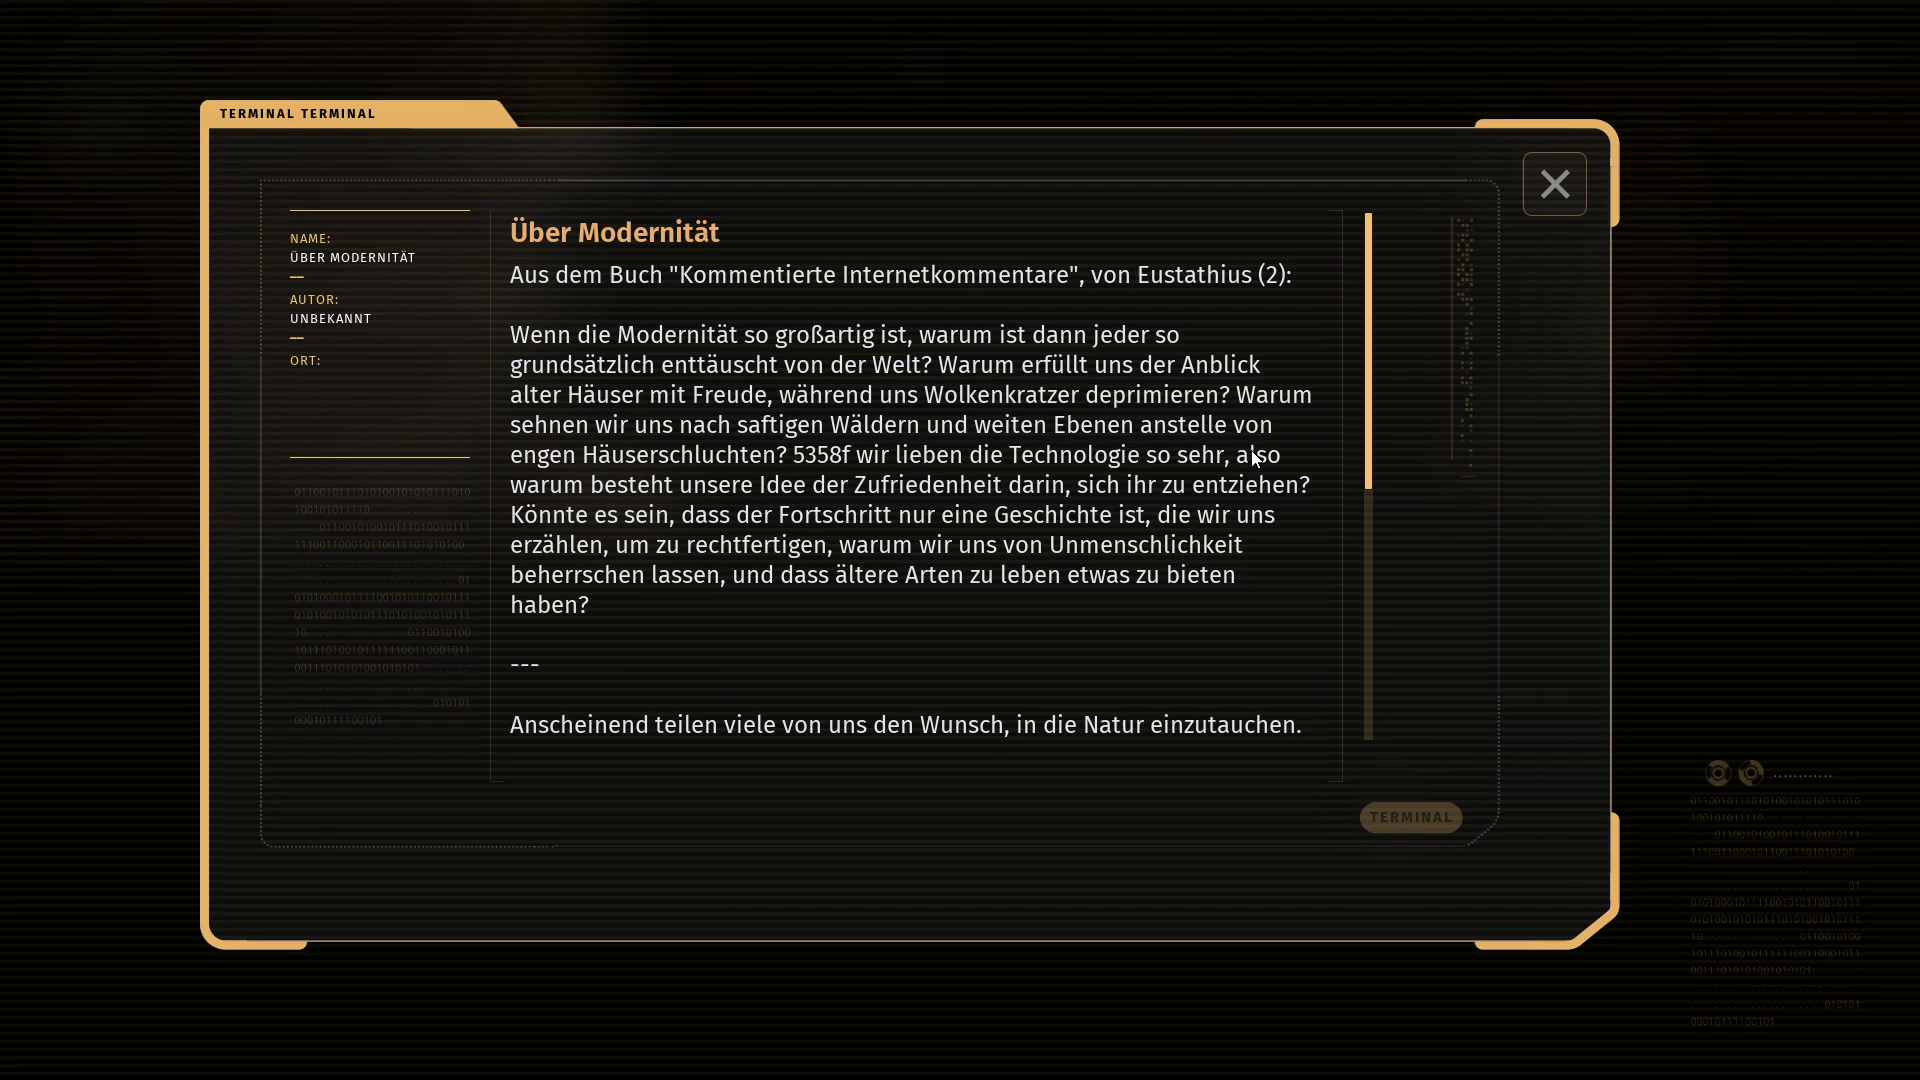 TERMINAL TERMINAL
NAME:
ÜBER MODERNITÄT
—
AUTOR:
UNBEKANNT
—
ORT:
Über Modernität
Aus dem Buch "Kommentierte Internetkommentare", von Eustathius (2):
Wenn die Modernität so großartig ist, warum ist dann jeder so
grundsätzlich enttäuscht von der Welt? Warum erfüllt uns der Anblick
alter Häuser mit Freude, während uns Wolkenkratzer deprimieren? Warum
sehnen wir uns nach saftigen Wäldern und weiten Ebenen anstelle von
engen Häuserschluchten? 5358f wir lieben die Technologie so sehr, also
warum besteht unsere Idee der Zufriedenheit darin, sich ihr zu entziehen?
Könnte es sein, dass der Fortschritt nur eine Geschichte ist, die wir uns
erzählen, um zu rechtfertigen, warum wir uns von Unmenschlichkeit
beherrschen lassen, und dass ältere Arten zu leben etwas zu bieten
haben?
---
Anscheinend teilen viele von uns den Wunsch, in die Natur einzutauchen.
TERMINAL